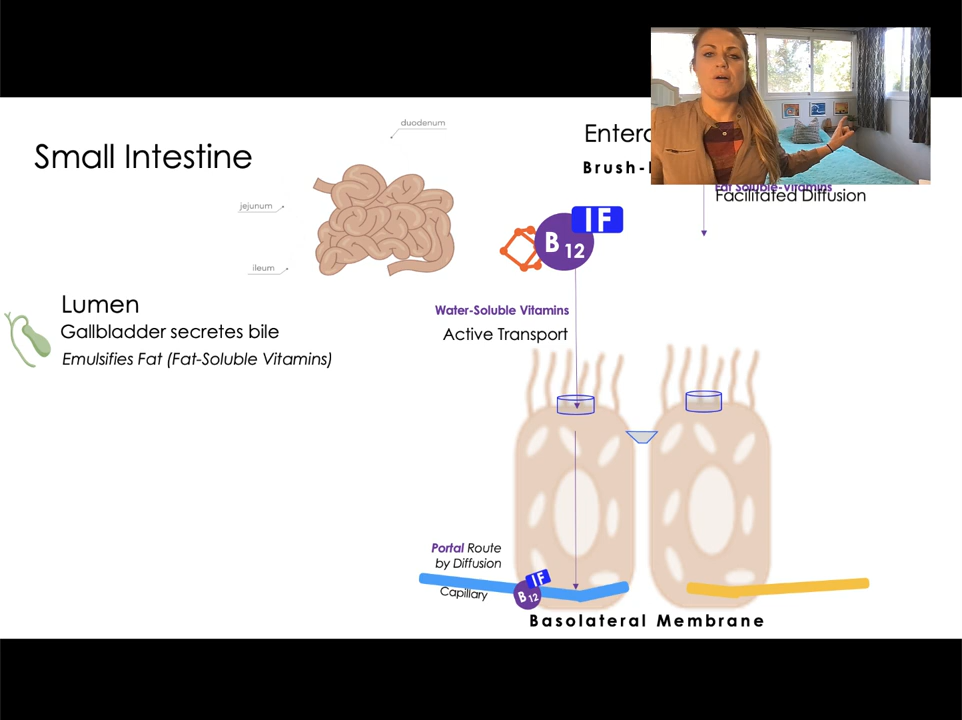 Small Intestine
duodenum
jejunum
ileum
Lumen
Gallbladder secretes bile
Emulsifies Fat (Fat-Soluble Vitamins)
Brush-
Fat Soluble-Vitamins
Facilitated Diffusion
IF
B 12
Water-Soluble Vitamins
Active Transport
Portal Route
by Diffusion
Capillary
IF
B 12
Basolateral Membrane